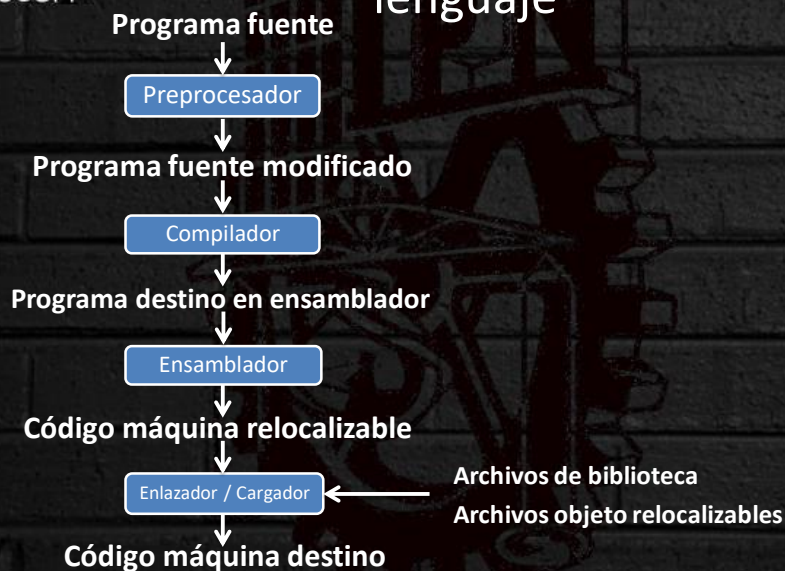 lenguaje
Programa fuente
Preprocesador
Programa fuente modificado
Compilador
Programa destino en ensamblador
Ensamblador
Código máquina relocalizable
Enlazador / Cargador
Archivos de biblioteca
Archivos objeto relocalizables
Código máquina destino